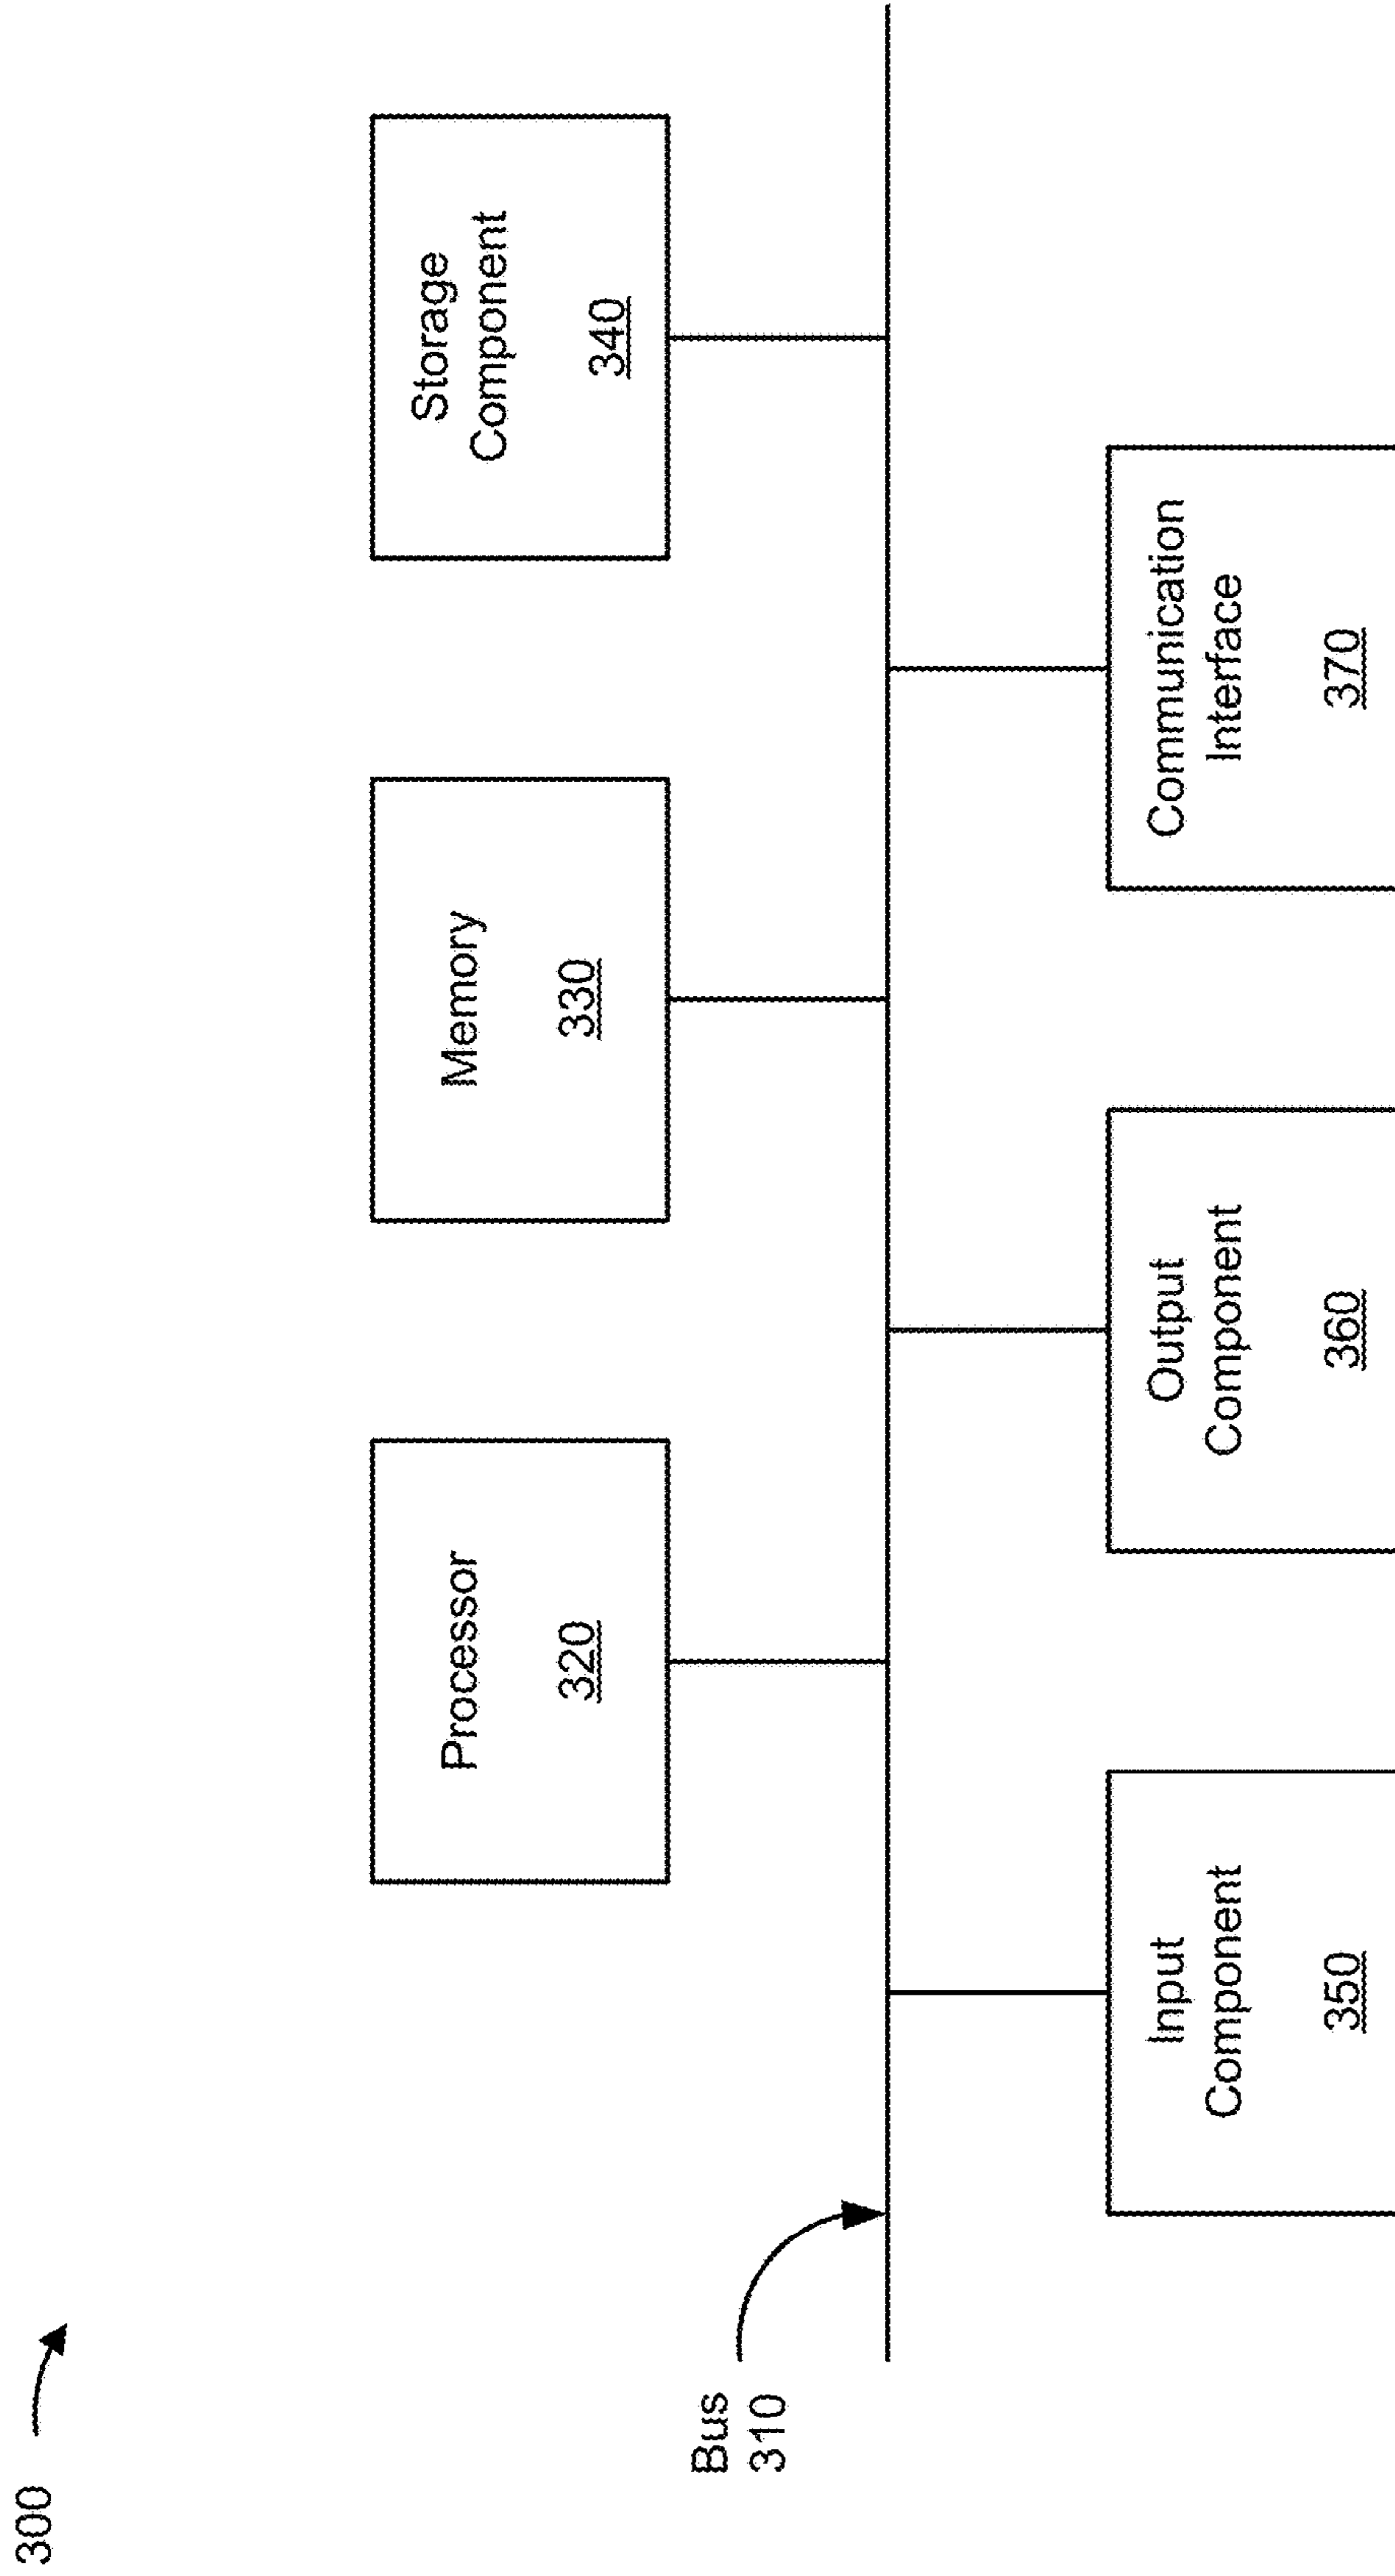 300
Processor
320
Memory
330
Storage
Component
340
Bus
310
Input
Component
350
Output
Component
360
Communication
Interface
370